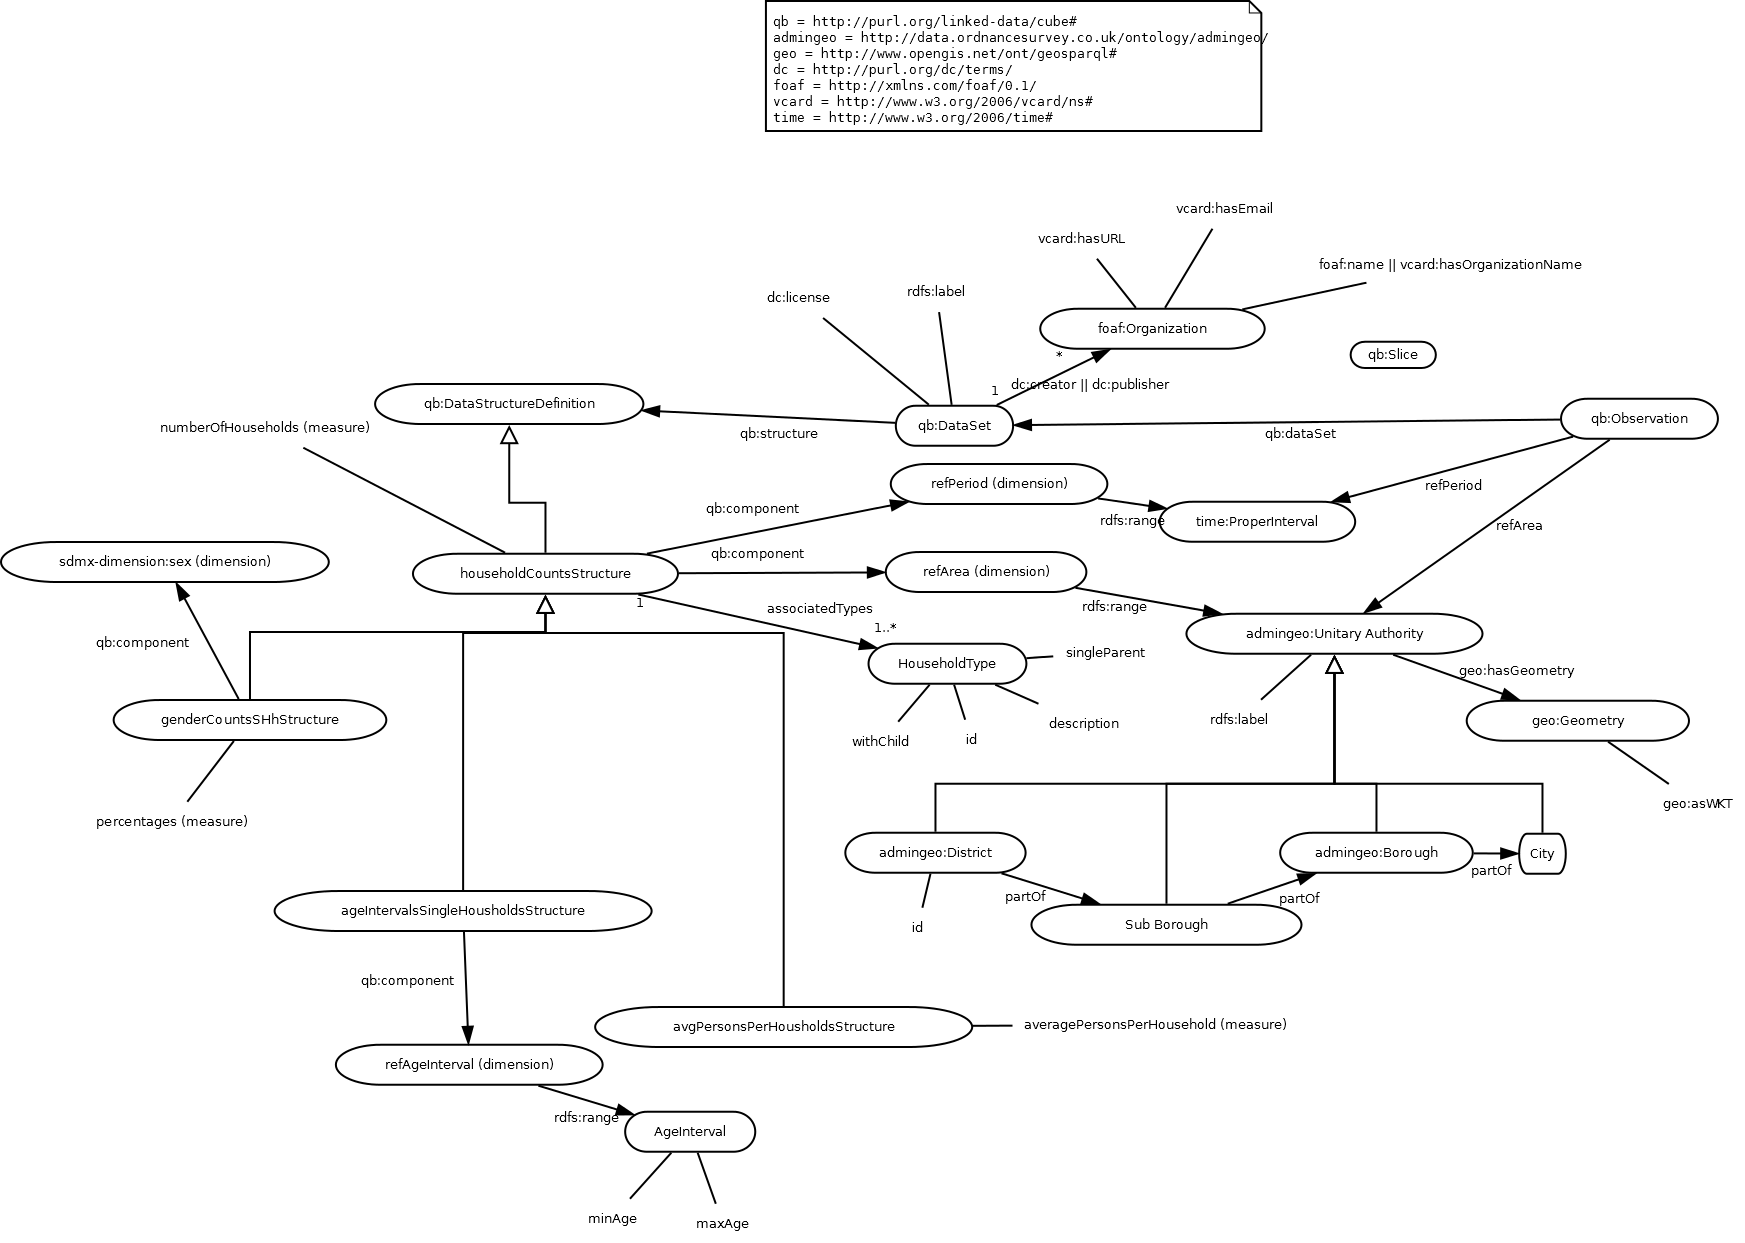 qb = http://purl.org/linked-data/cube#
admingeo = http://data.ordnancesurvey.co.uk/ontology/admingeo/
geo = http://www.opengis.net/ont/geosparql#
dc = http://purl.org/dc/terms/
foaf = http://xmlns.com/foaf/0.1/
vcard = http://www.w3.org/2006/vcard/ns#
time = http://www.w3.org/2006/time#
vcard:hasEmail
vcard:hasURL
foaf:name || vcard:hasOrganizationName
dc:license
rdfs:label
foaf:Organization
qb:Slice
*
dc:creator || dc:publisher
1
qb:DataStructureDefinition
numberOfHouseholds (measure)
qb:structure
qb:DataSet
qb:dataSet
qb:Observation
refPeriod (dimension)
refPeriod
qb:component
rdfs:range
time:ProperInterval
refArea
qb:component
sdmx-dimension:sex (dimension)
householdCountsStructure
refArea (dimension)
1
associatedTypes
rdfs:range
1..*
admingeo:Unitary Authority
qb:component
HouseholdType
singleParent
geo:hasGeometry
genderCountsSHhStructure
withChild
id
description
rdfs:label
geo:Geometry
percentages (measure)
geo:asWKT
admingeo:District
admingeo:Borough
City
partOf
partOf
partOf
id
Sub Borough
ageIntervalsSingleHousholdsStructure
qb:component
avgPersonsPerHousholdsStructure
averagePersonsPerHousehold (measure)
refAgeInterval (dimension)
rdfs:range
AgeInterval
minAge
maxAge